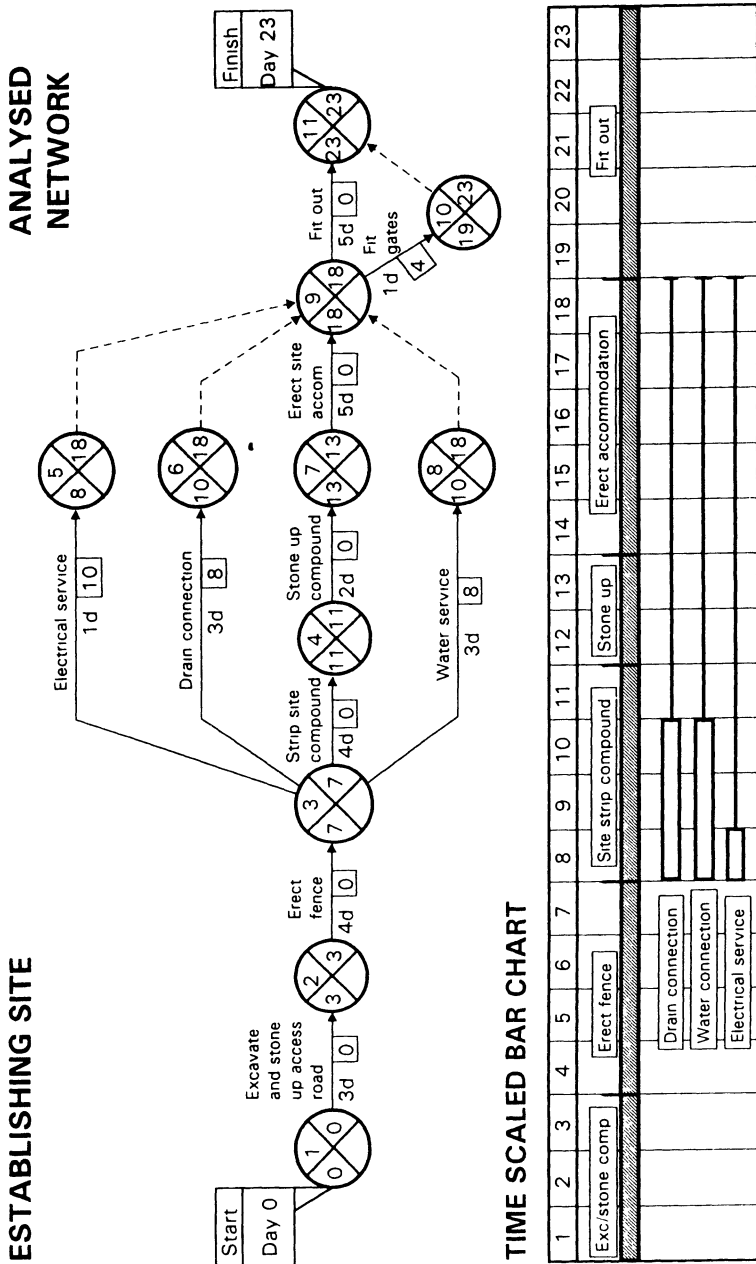 ESTABLISHING SITE
ANALYSED
NETWORK
Start
Day 0
1
0
0
Excavate
and stone
up access
road
3d
0
2
3
3
Erect
fence
4d
0
3
7
7
Electrical service
1d
10
5
8
18
Drain connection
3d
8
6
10
18
Strip site
compound
4d
0
4
11
11
Stone up
compound
2d
0
7
13
13
Water service
3d
8
8
10
18
Erect site
accom
5d
0
9
18
18
Fit out
5d
0
Fit
gates
1d
4
10
19
23
11
23
23
Finish
Day 23
TIME SCALED BAR CHART
1 2 3 4 5 6 7 8 9 10 11 12 13 14 15 16 17 18 19 20 21 22 23
Exc/stone comp Erect fence Site strip compound Stone up Erect accommodation Fit out
Drain connection
Water connection
Electrical service